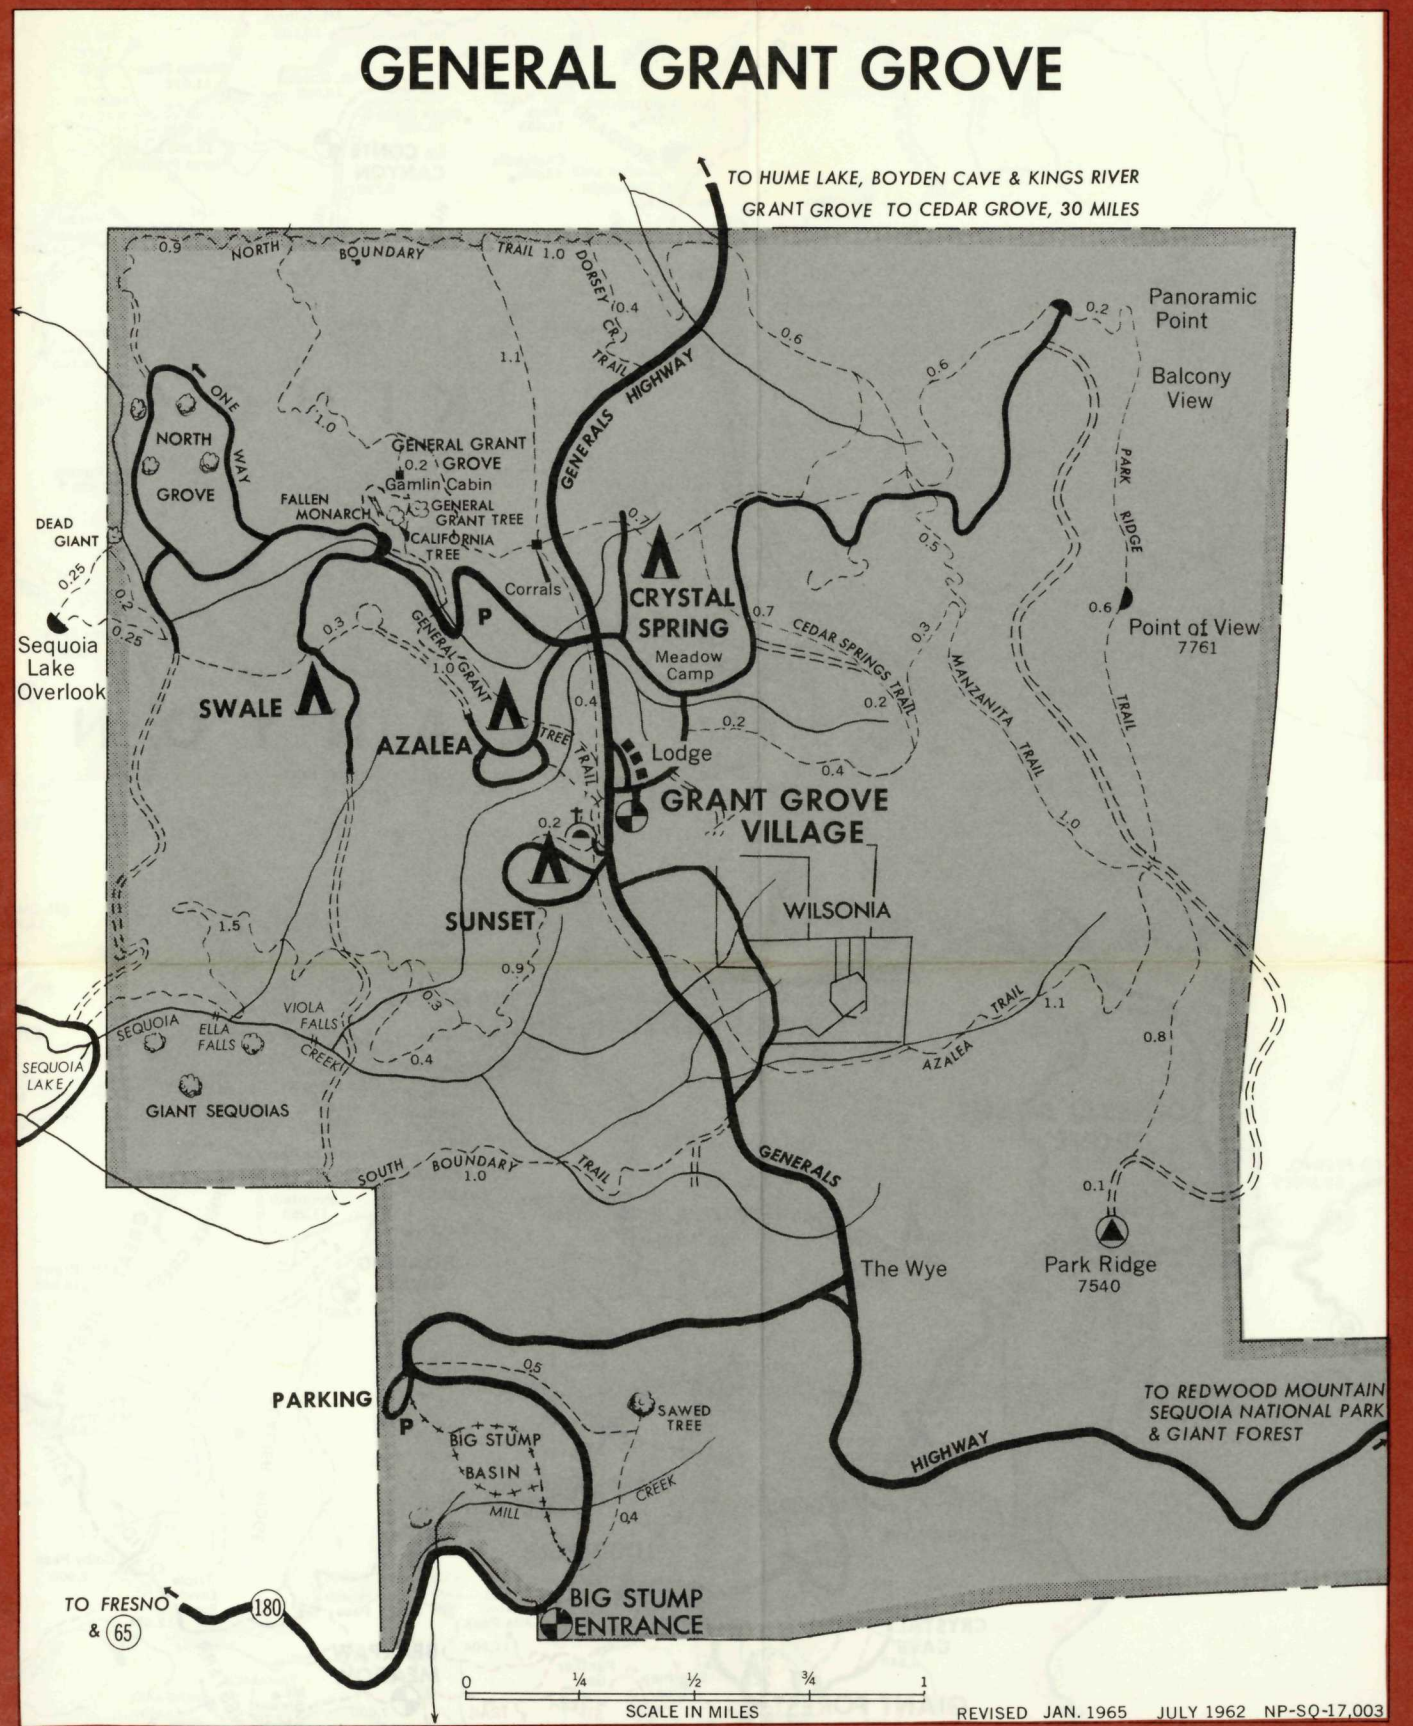 GENERAL GRANT GROVE
TO HUME LAKE, BOYDEN CAVE & KINGS RIVER
GRANT GROVE TO CEDAR GROVE, 30 MILES
0.9
NORTH
BOUNDARY
TRAIL 1.0
DORSEY
CR.
TRAIL
0.4
0.6
0.2
Panoramic
Point
Balcony
View
0.6
1.1
GENERALS HIGHWAY
ONE
WAY
NORTH
GROVE
1.0
GENERAL GRANT
0.2 GROVE
Gamlin Cabin
FALLEN
MONARCH
GENERAL
GRANT TREE
CALIFORNIA
TREE
PARK RIDGE
TRAIL
DEAD
GIANT
0.25
0.2
0.25
Sequoia
Lake
Overlook
Corrals
P
0.7
CRYSTAL
SPRING
Meadow
Camp
0.7
CEDAR SPRINGS TRAIL
0.5
0.3
0.6
Point of View
7761
0.3
GENERAL GRANT
TREE
TRAIL
1.0
0.4
SWALE
AZALEA
0.2
0.2
0.4
MANZANITA
TRAIL
1.0
Lodge
GRANT GROVE
VILLAGE
0.2
SUNSET
WILSONIA
1.5
0.9
0.3
VIOLA
FALLS
SEQUOIA
ELLA
FALLS
CREEK
0.4
SEQUOIA
LAKE
GIANT SEQUOIAS
AZALEA
TRAIL
1.1
0.8
SOUTH
BOUNDARY
1.0
TRAIL
GENERALS
0.1
Park Ridge
7540
The Wye
0.5
PARKING
P
SAWED
TREE
BIG STUMP
BASIN
MILL
CREEK
0.4
HIGHWAY
TO REDWOOD MOUNTAIN
SEQUOIA NATIONAL PARK
& GIANT FOREST
TO FRESNO
& 65
180
BIG STUMP
ENTRANCE
0 ¼ ½ ¾ 1
SCALE IN MILES
REVISED JAN. 1965 JULY 1962 NP-SQ-17,003